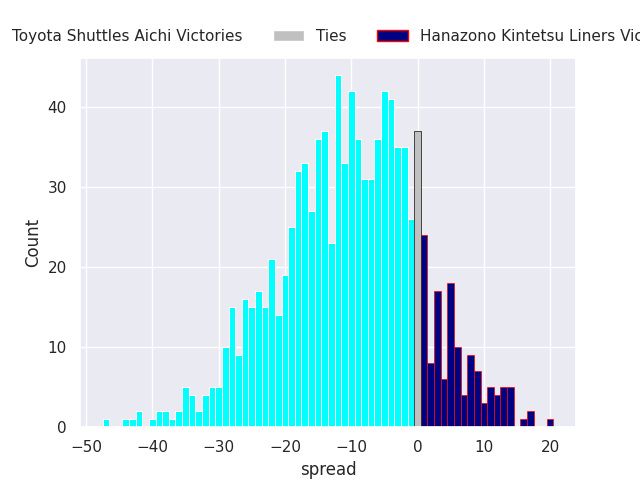 Toyota Shuttles Aichi Victories Ties Hanazono Kintetsu Liners Vic
40
30
20
10
0
Count
−50 −40 −30 −20 −10 0 10 20
spread